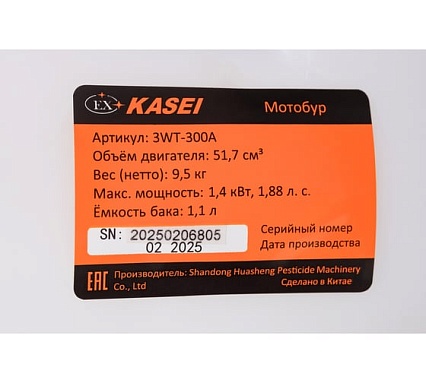 EX KASEI Мотобур
Артикул: 3WT-300A
Объём двигателя: 51,7 см³
Вес (нетто): 9,5 кг
Макс. мощность: 1,4 кВт, 1,88 л. с.
Ёмкость бака: 1,1 л
SN: 20250206805 Серийный номер
02 2025 Дата производства
EAC Производитель: Shandong Huasheng Pesticide Machinery
Co., Ltd Сделано в Китае